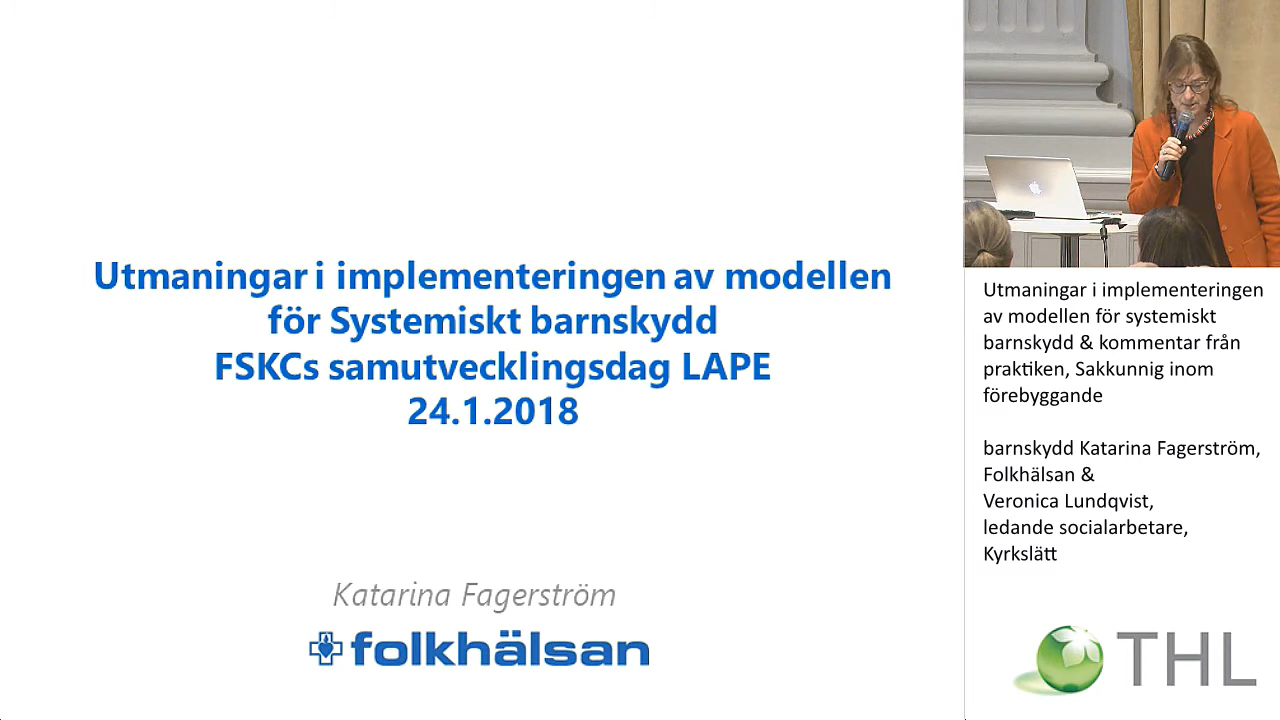 Utmaningar i implementeringen av modellen
för Systemiskt barnskydd
FSKCs samutvecklingsdag LAPE
24.1.2018
Katarina Fagerström
folkhälsan
Utmaningar i implementeringen
av modellen för systemiskt
barnskydd & kommentar från
praktiken, Sakkunnig inom
förebyggande
barnskydd Katarina Fagerström,
Folkhälsan &
Veronica Lundqvist,
ledande socialarbetare,
Kyrkslätt
THL